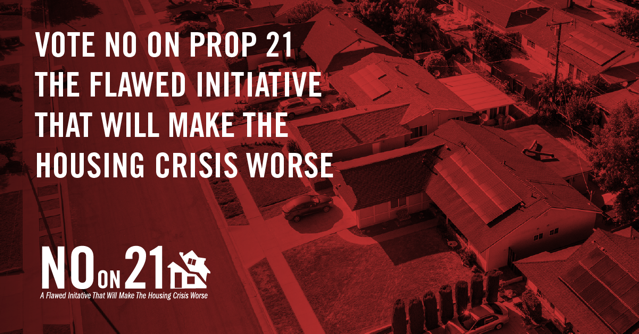 VOTE NO ON PROP 21
THE FLAWED INITIATIVE
THAT WILL MAKE THE
HOUSING CRISIS WORSE
NO ON 21
A Flawed Initative That Will Make The Housing Crisis Worse